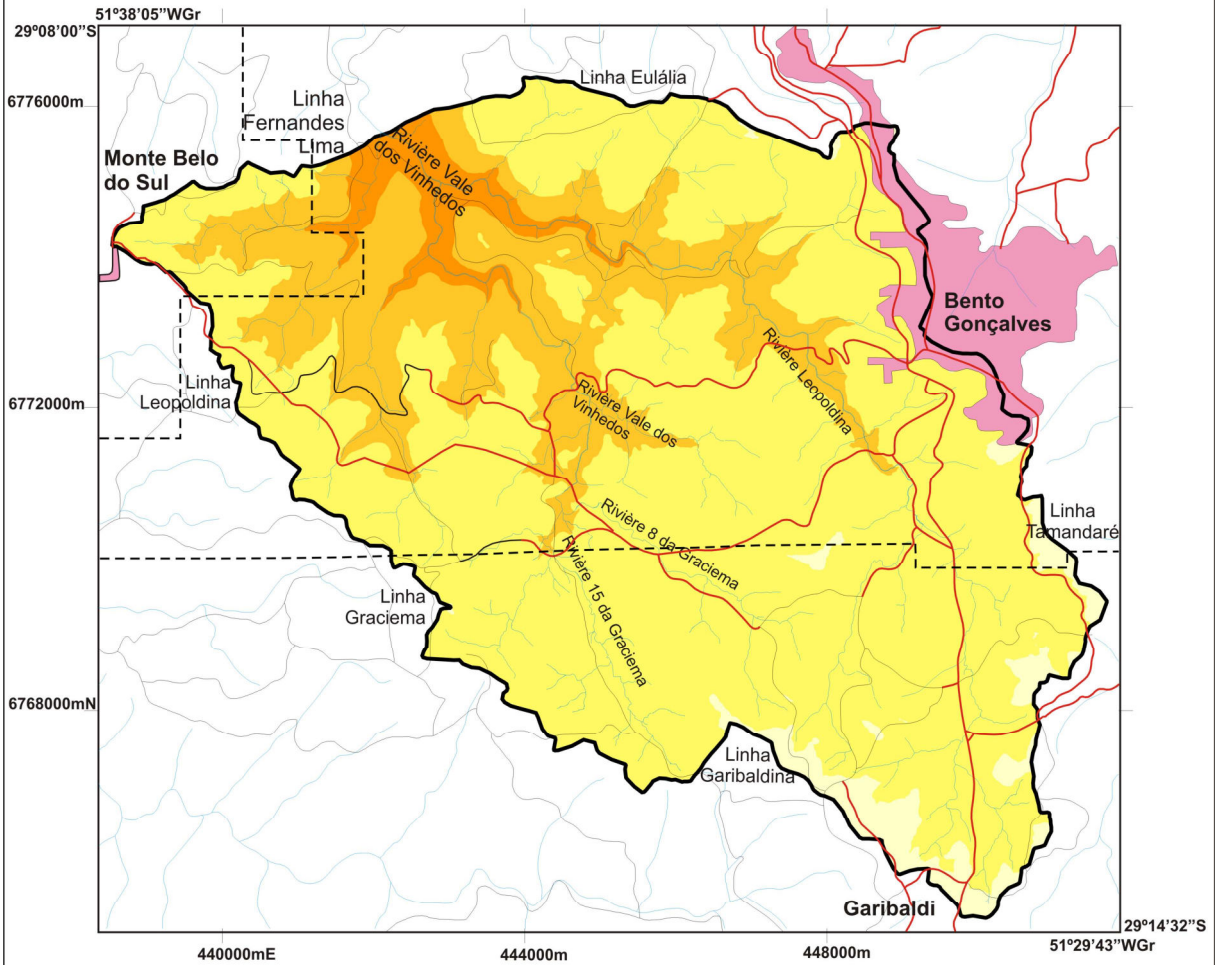 51º38'05"WGr
29º08'00"S
6776000m
Linha Eulália
Linha
Fernandes
Lima
Rivière Vale
dos Vinhedos
Monte Belo
do Sul
Bento
Gonçalves
Rivière Leopoldina
Linha
Leopoldina
6772000m
Rivière Vale dos
Vinhedos
Rivière 8 da Graciema
Linha
Tamandaré
Rivière 15 da Graciema
Linha
Graciema
6768000mN
Linha
Garibaldina
Garibaldi
29º14'32"S
51º29'43"WGr
440000mE
444000m
448000m